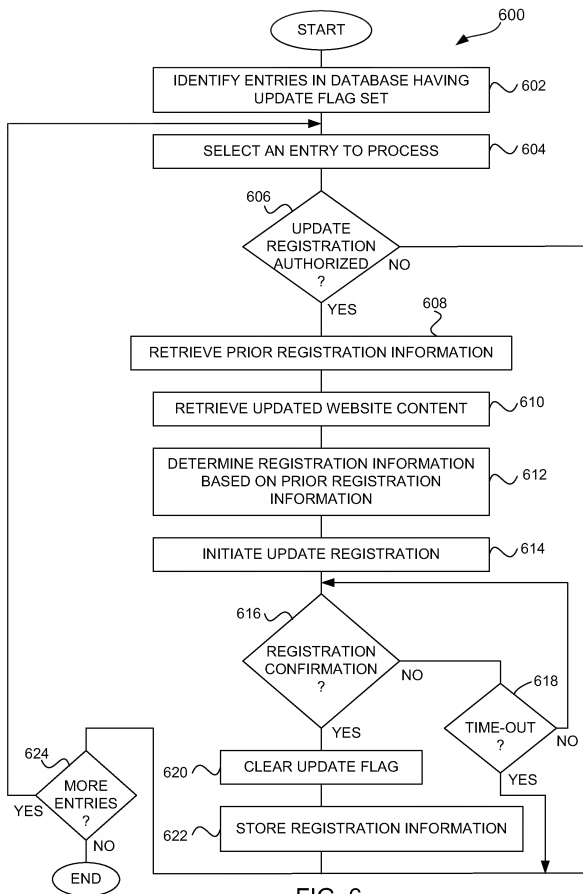 START
600
IDENTIFY ENTRIES IN DATABASE HAVING
UPDATE FLAG SET
602
SELECT AN ENTRY TO PROCESS
604
606
UPDATE
REGISTRATION
AUTHORIZED
?
NO
YES
608
RETRIEVE PRIOR REGISTRATION INFORMATION
RETRIEVE UPDATED WEBSITE CONTENT
610
DETERMINE REGISTRATION INFORMATION
BASED ON PRIOR REGISTRATION
INFORMATION
612
INITIATE UPDATE REGISTRATION
614
616
REGISTRATION
CONFIRMATION
?
NO
YES
618
TIME-OUT
?
NO
YES
620
CLEAR UPDATE FLAG
622
STORE REGISTRATION INFORMATION
624
MORE
ENTRIES
?
YES
NO
END
FIG. 6